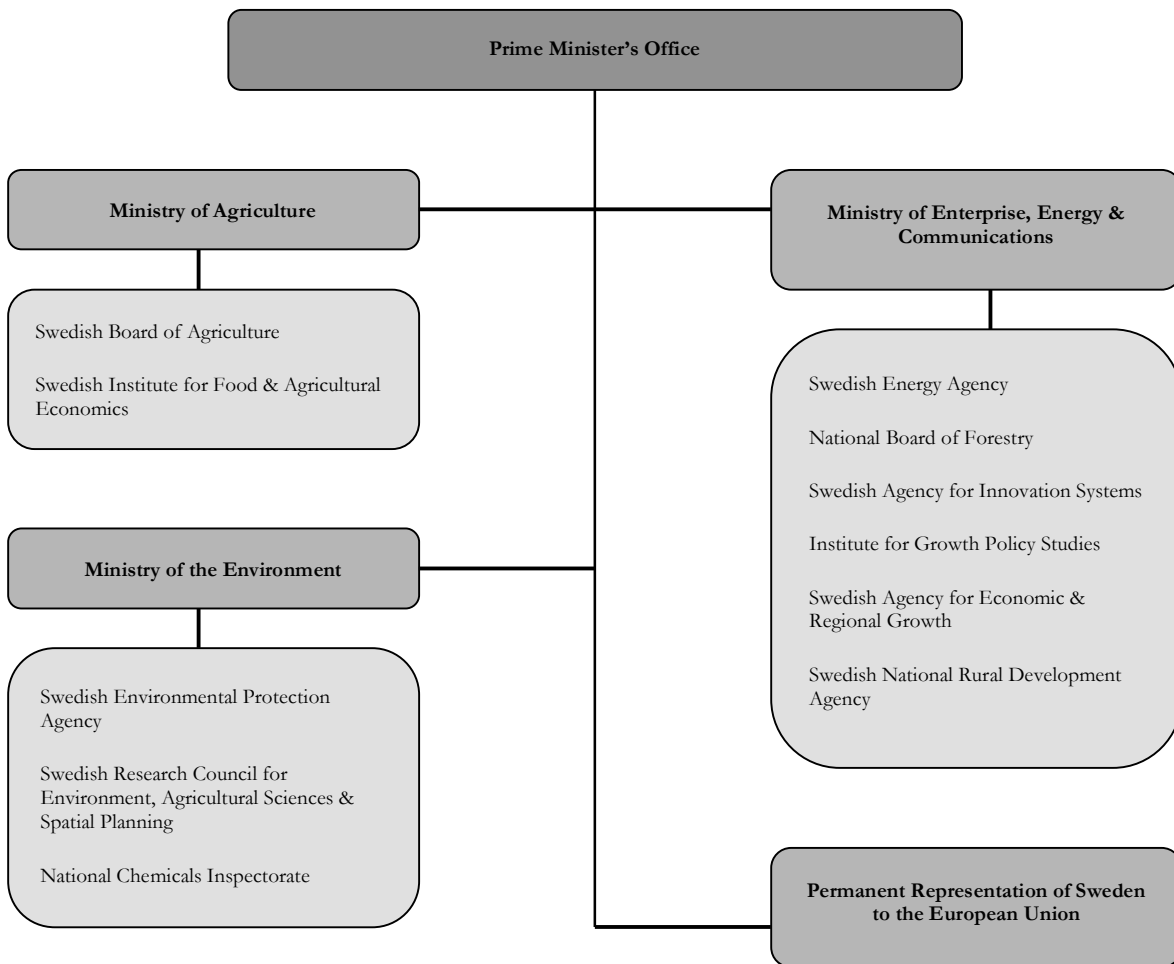 Prime Minister’s Office
Ministry of Agriculture
Swedish Board of Agriculture
Swedish Institute for Food & Agricultural
Economics
Ministry of Enterprise, Energy &
Communications
Swedish Energy Agency
National Board of Forestry
Swedish Agency for Innovation Systems
Institute for Growth Policy Studies
Swedish Agency for Economic &
Regional Growth
Swedish National Rural Development
Agency
Ministry of the Environment
Swedish Environmental Protection
Agency
Swedish Research Council for
Environment, Agricultural Sciences &
Spatial Planning
National Chemicals Inspectorate
Permanent Representation of Sweden
to the European Union